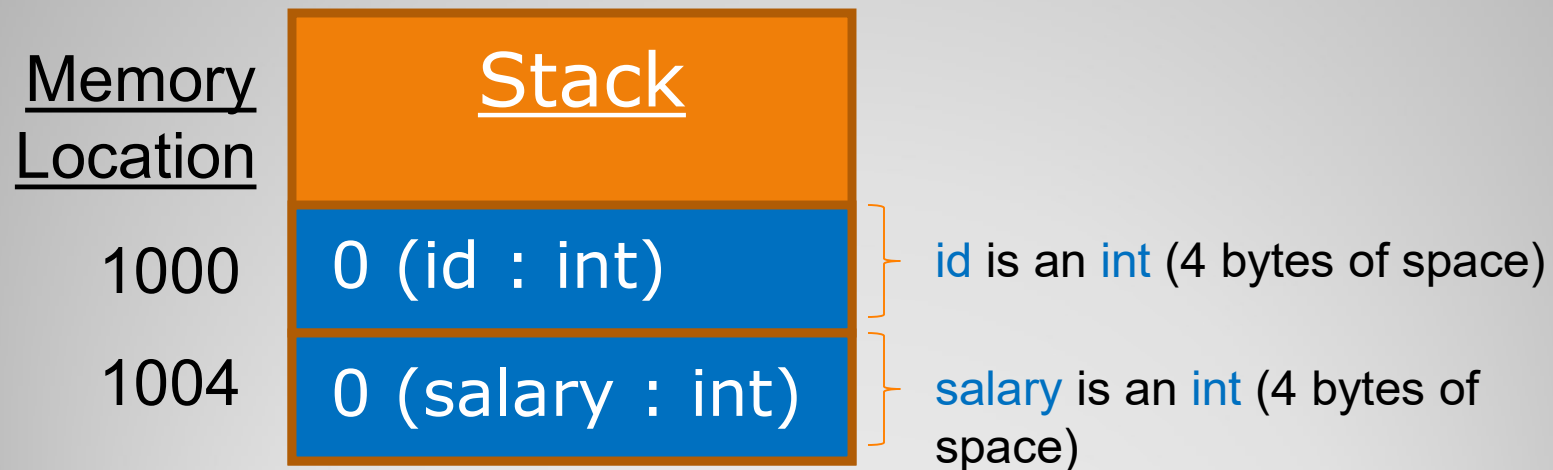 Memory
Location
Stack
1000
0 (id : int)
id is an int (4 bytes of space)
1004
0 (salary : int)
salary is an int (4 bytes of
space)